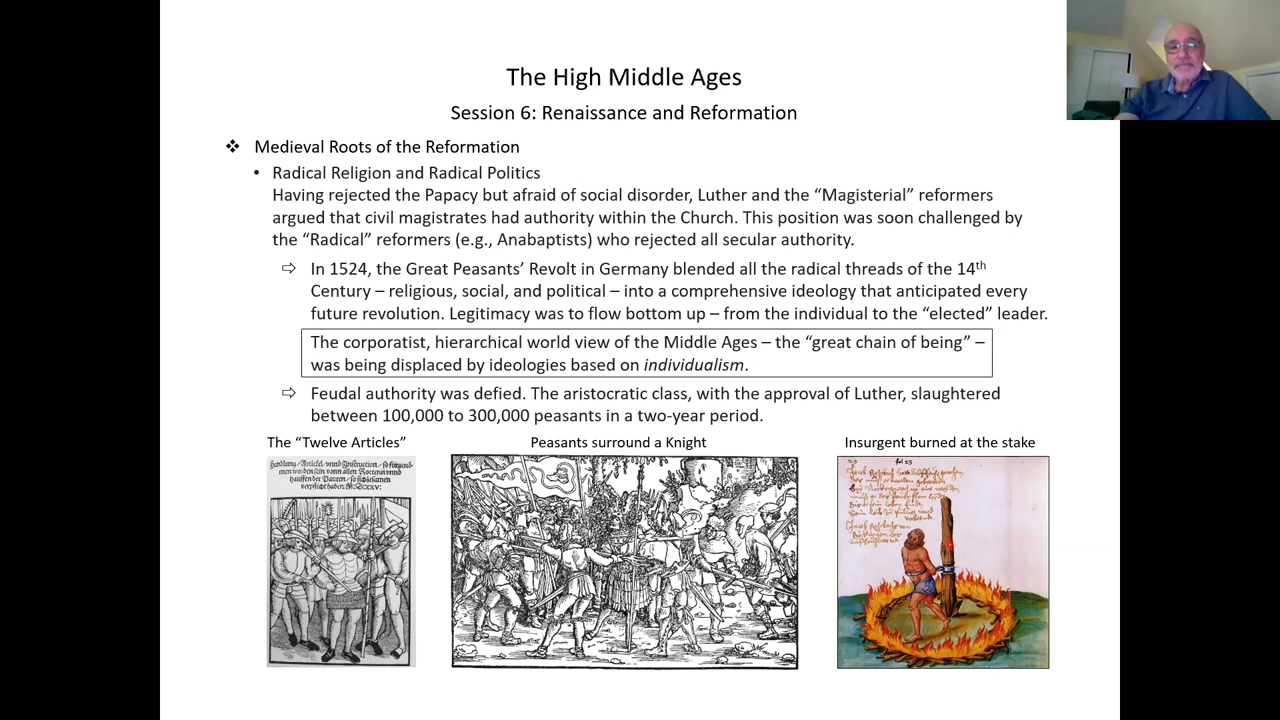 The High Middle Ages
Session 6: Renaissance and Reformation
❖ Medieval Roots of the Reformation
• Radical Religion and Radical Politics
Having rejected the Papacy but afraid of social disorder, Luther and the “Magisterial” reformers
argued that civil magistrates had authority within the Church. This position was soon challenged by
the “Radical” reformers (e.g., Anabaptists) who rejected all secular authority.
⇨ In 1524, the Great Peasants’ Revolt in Germany blended all the radical threads of the 14th
Century – religious, social, and political – into a comprehensive ideology that anticipated every
future revolution. Legitimacy was to flow bottom up – from the individual to the “elected” leader.
The corporatist, hierarchical world view of the Middle Ages – the “great chain of being” –
was being displaced by ideologies based on individualism.
⇨ Feudal authority was defied. The aristocratic class, with the approval of Luther, slaughtered
between 100,000 to 300,000 peasants in a two-year period.
The “Twelve Articles”
Peasants surround a Knight
Insurgent burned at the stake